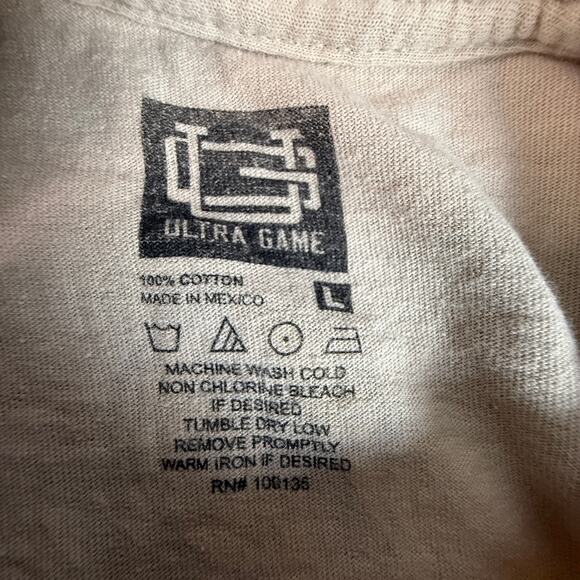 UG
ULTRA GAME
100% COTTON
MADE IN MEXICO
L
MACHINE WASH COLD
NON CHLORINE BLEACH
IF DESIRED
TUMBLE DRY LOW
REMOVE PROMPTLY
WARM IRON IF DESIRED
RN# 100136